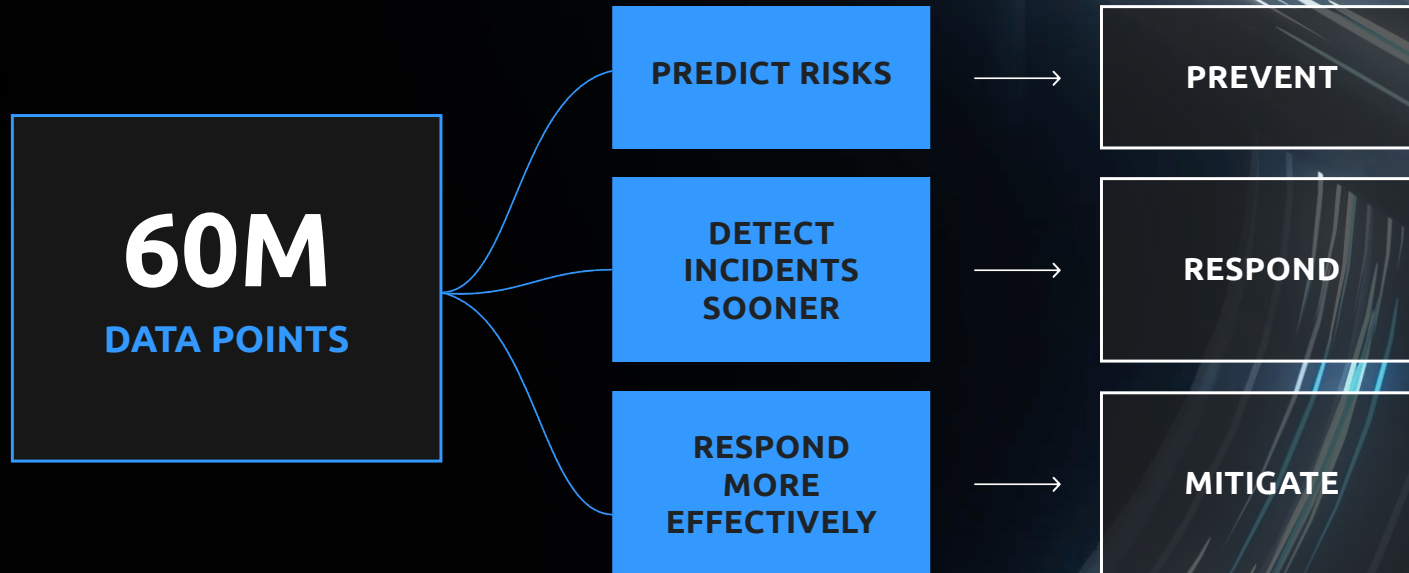 60M
DATA POINTS
PREDICT RISKS
PREVENT
DETECT
INCIDENTS
SOONER
RESPOND
RESPOND
MORE
EFFECTIVELY
MITIGATE